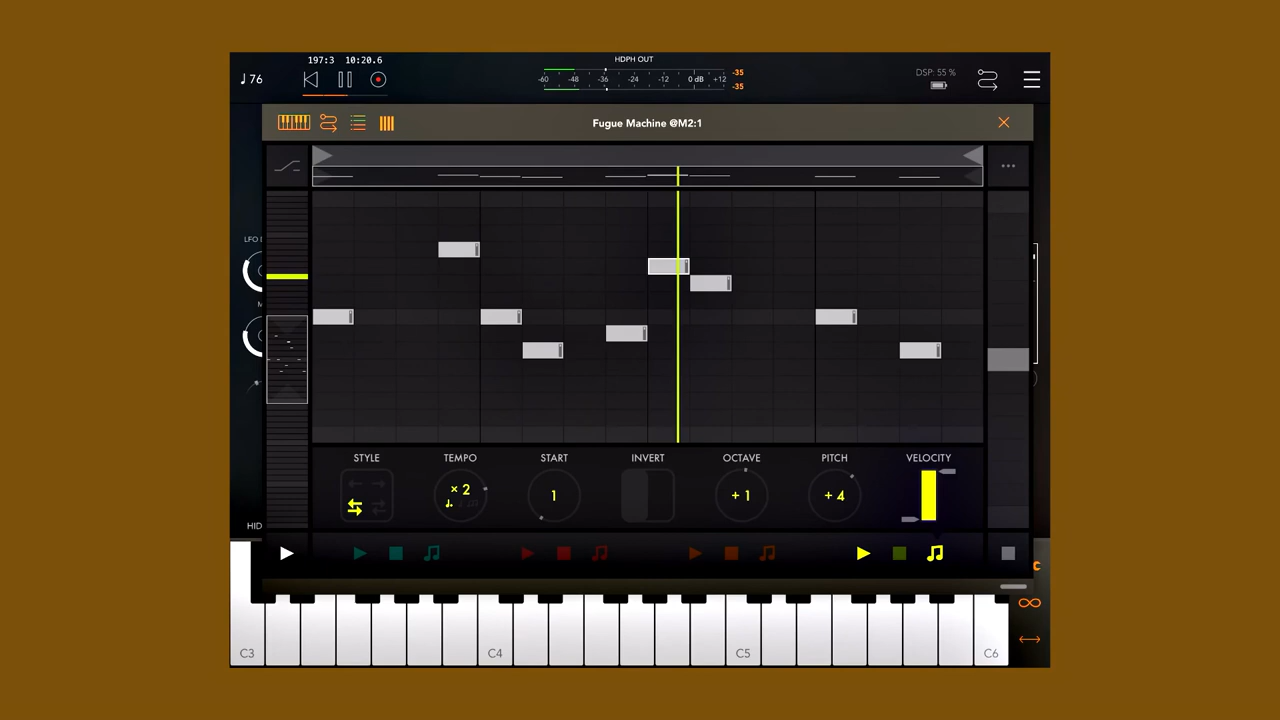 197:3 10:20.6
♩76
HDPH OUT
-60 -48 -36 -24 -12 0 dB +12
-35
-35
DSP: 55 %
Fugue Machine @M2:1
LFO
M
HID
STYLE TEMPO START INVERT OCTAVE PITCH VELOCITY
× 2 1 + 1 + 4
C
C3 C4 C5 C6